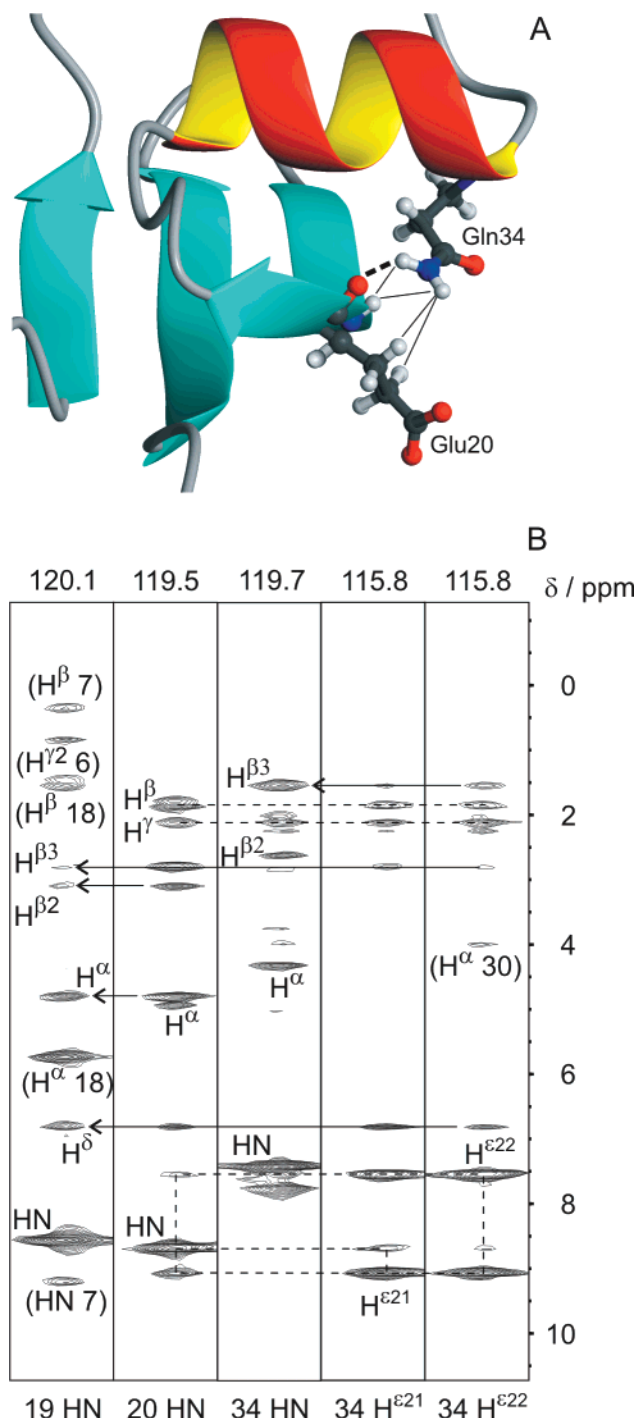 A
Gln34
Glu20
B
120.1 119.5 119.7 115.8 115.8 δ / ppm
(Hβ 7)
0
(Hγ2 6)
Hβ3
(Hβ 18)
Hβ
Hγ
2
Hβ2
Hβ3
Hβ2
4
(Hα 30)
Hα
Hα
Hα
(Hα 18)
6
Hδ
HN
Hε22
HN
HN
8
(HN 7)
Hε21
10
19 HN 20 HN 34 HN 34 Hε21 34 Hε22